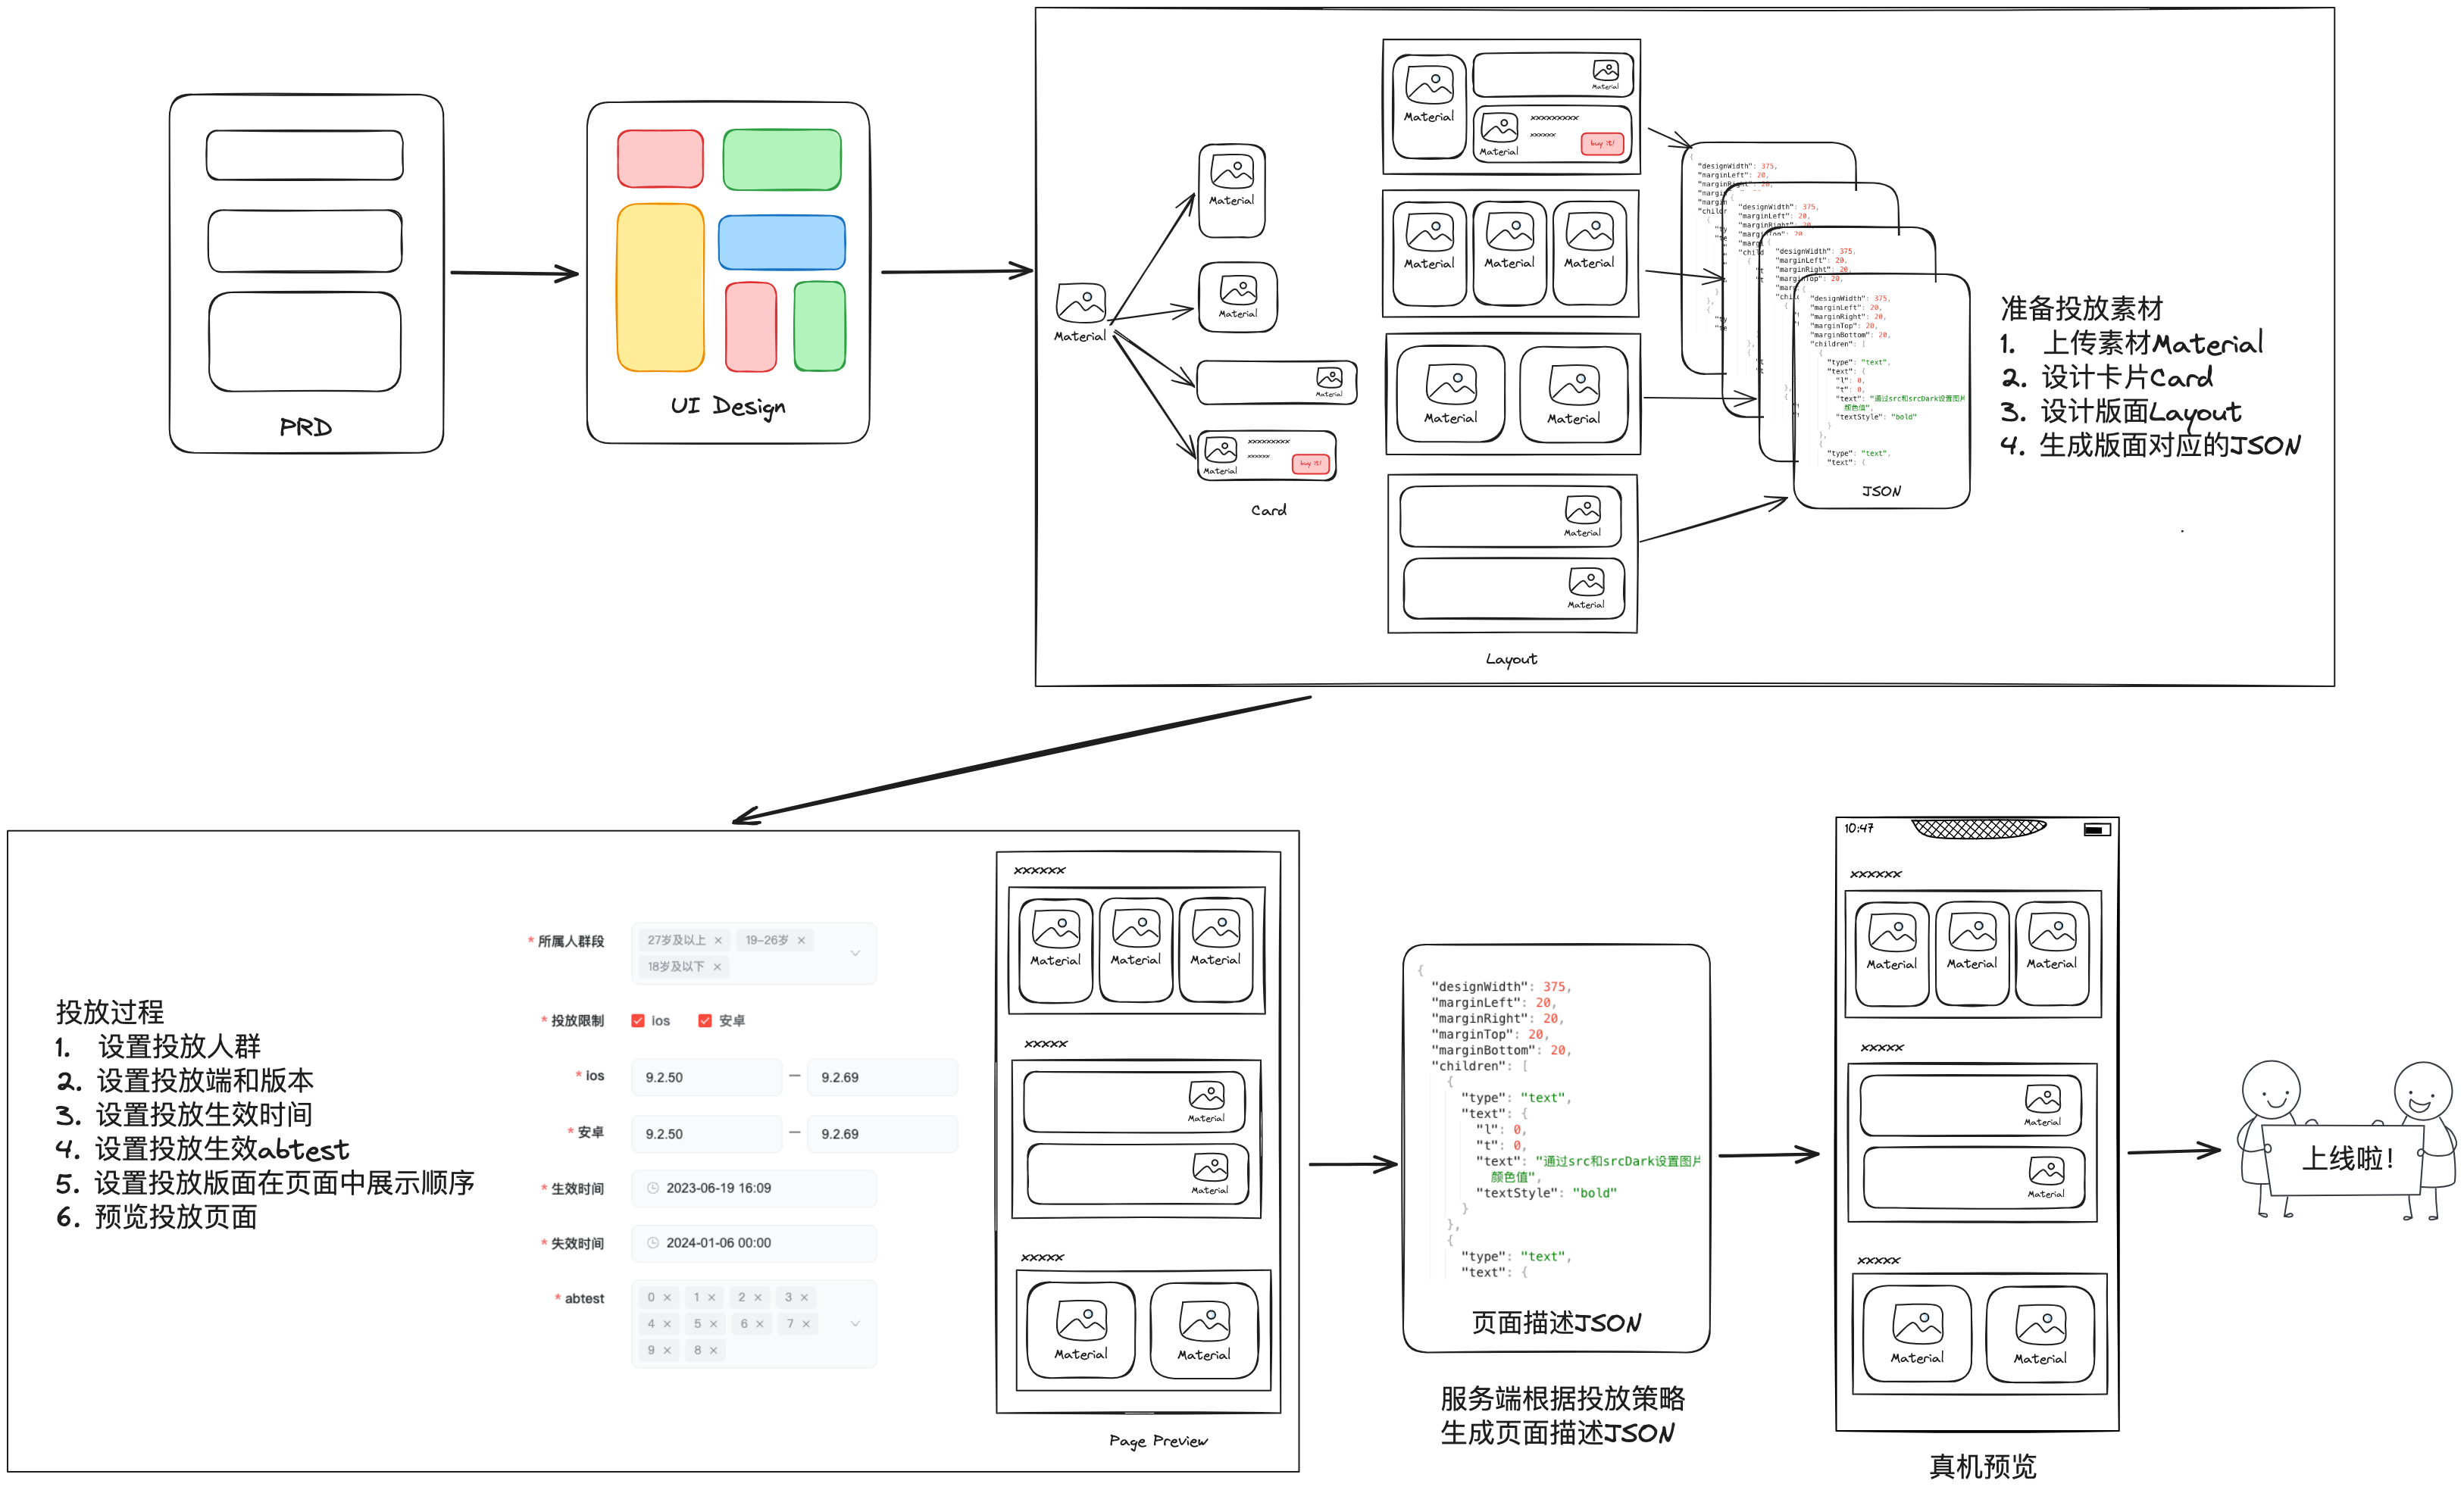 PRD
UI Design
Material
Material
Material
Material
Material
xxxxxxxxx
xxxxxx
buy it!
Card
Material
Material
Material
xxxxxxxxx
xxxxxx
buy it!
Material
Material
Material
Material
Material
Material
Material
Layout
"designWidth": 375,
"marginLeft": 20,
"designWidth": 375,
"marginLeft": 20,
"designWidth": 375,
"marginLeft": 20,
"marginRight": 20,
{
"designWidth": 375,
"marginLeft": 20,
"marginRight": 20,
"marginTop": 20,
"marginBottom": 20,
"children": [
{
"type": "text",
"text": {
"l": 0,
"t": 0,
"text": "通过src和srcDark设置图片
颜色值",
"textStyle": "bold"
}
},
{
"type": "text",
"text": {
JSON
准备投放素材
1. 上传素材Material
2. 设计卡片Card
3. 设计版面Layout
4. 生成版面对应的JSON
投放过程
1. 设置投放人群
2. 设置投放端和版本
3. 设置投放生效时间
4. 设置投放生效abtest
5. 设置投放版面在页面中展示顺序
6. 预览投放页面
* 所属人群段 27岁及以上 × 19-26岁 ×
18岁及以下 ×
* 投放限制 ios 安卓
* ios 9.2.50 — 9.2.69
* 安卓 9.2.50 — 9.2.69
* 生效时间 2023-06-19 16:09
* 失效时间 2024-01-06 00:00
* abtest 0 × 1 × 2 × 3 ×
4 × 5 × 6 × 7 ×
9 × 8 ×
xxxxxx
Material Material Material
xxxxx
Material
Material
xxxxx
Material Material
Page Preview
{
"designWidth": 375,
"marginLeft": 20,
"marginRight": 20,
"marginTop": 20,
"marginBottom": 20,
"children": [
{
"type": "text",
"text": {
"l": 0,
"t": 0,
"text": "通过src和srcDark设置图片
颜色值",
"textStyle": "bold"
}
},
{
"type": "text",
"text": {
页面描述JSON
服务端根据投放策略
生成页面描述JSON
10:47
xxxxxx
Material Material Material
xxxxx
Material
Material
xxxxx
Material Material
真机预览
上线啦!